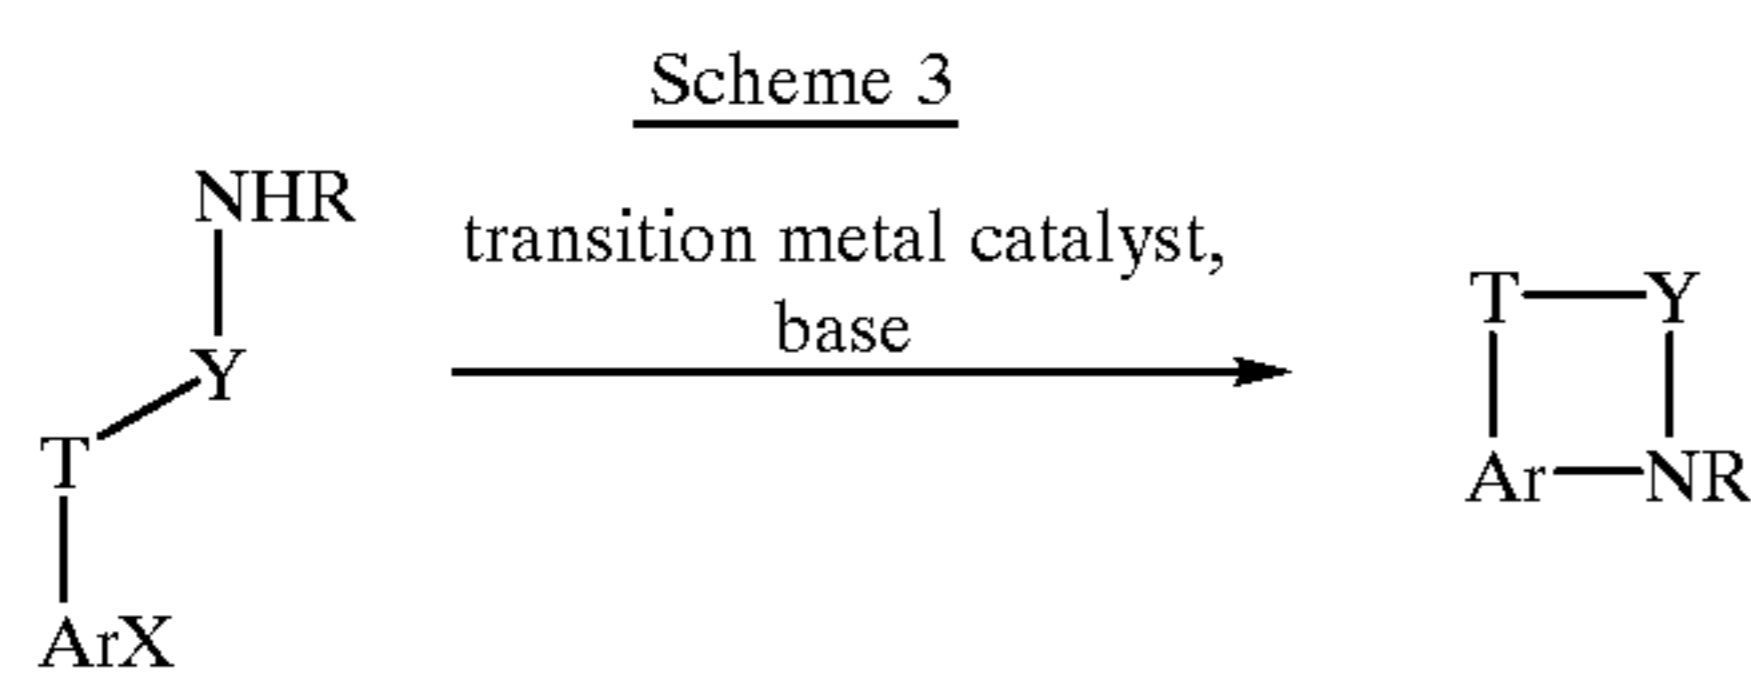 Scheme 3
NHR
transition metal catalyst,
base
Y
T
ArX
T Y
Ar NR